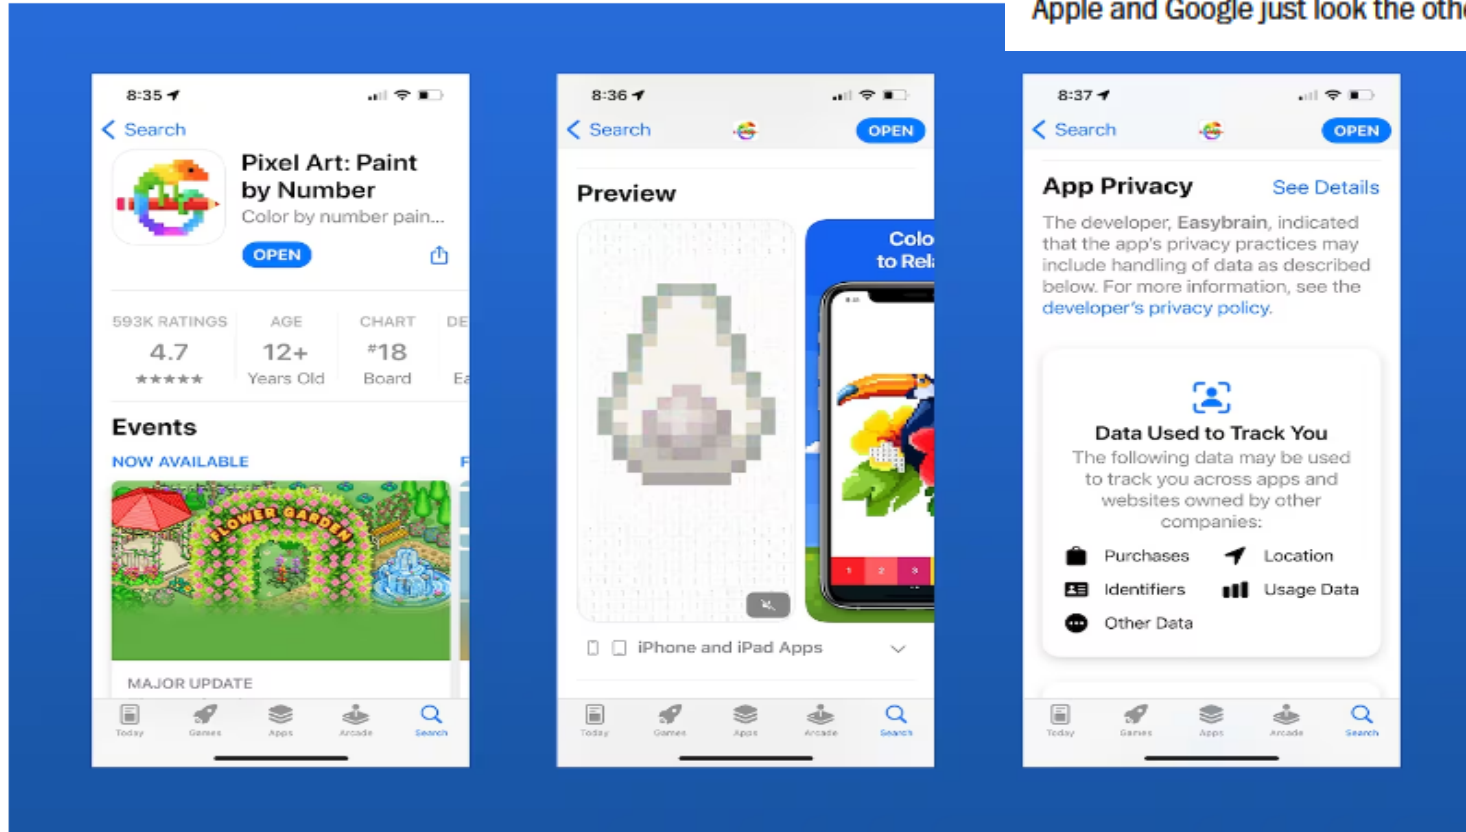 Apple and Google just look the othe
8:35
Search
Pixel Art: Paint
by Number
Color by number pain...
OPEN
593K RATINGS
4.7
AGE
12+
Years Old
CHART
#18
Board
DE
Ea
Events
NOW AVAILABLE
F
FLOWER GARDEN
MAJOR UPDATE
Today
Games
Apps
Arcade
Search
8:36
Search
OPEN
Preview
Colo
to Rela
1 2 3
iPhone and iPad Apps
Today
Games
Apps
Arcade
Search
8:37
Search
OPEN
App Privacy
See Details
The developer, Easybrain, indicated
that the app's privacy practices may
include handling of data as described
below. For more information, see the
developer's privacy policy.
Data Used to Track You
The following data may be used
to track you across apps and
websites owned by other
companies:
Purchases
Location
Identifiers
Usage Data
Other Data
Today
Games
Apps
Arcade
Search